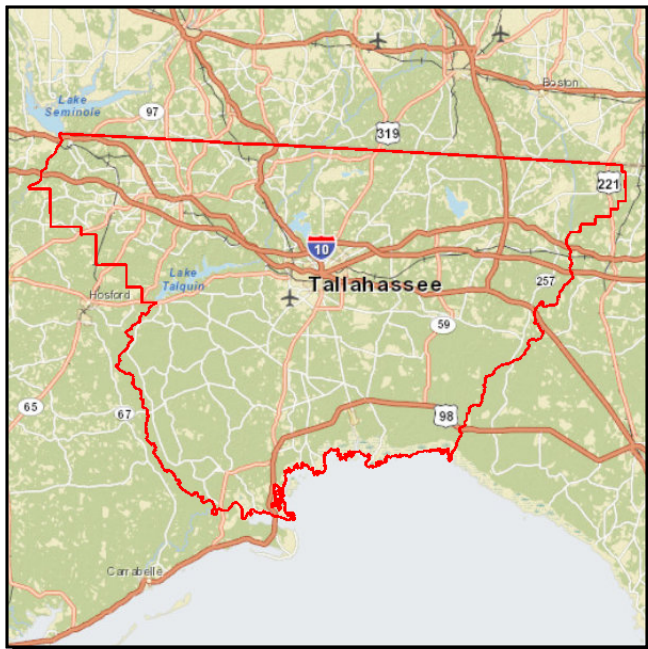 Boston
Lake
Seminole
97
319
221
10
Lake
Talquin
Tallahassee
257
Hosford
59
65
67
98
Carrabelle